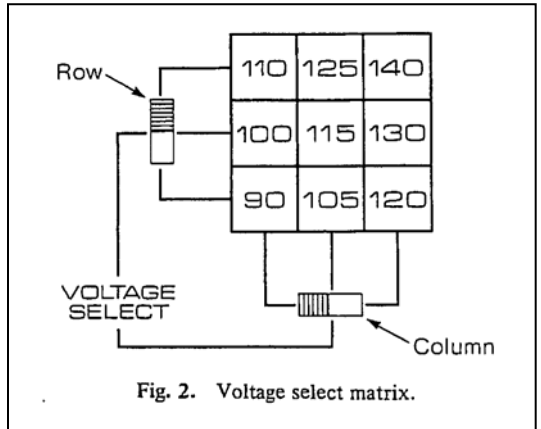 Row
110 125 140
100 115 130
90 105 120
VOLTAGE
SELECT
Column
Fig. 2. Voltage select matrix.